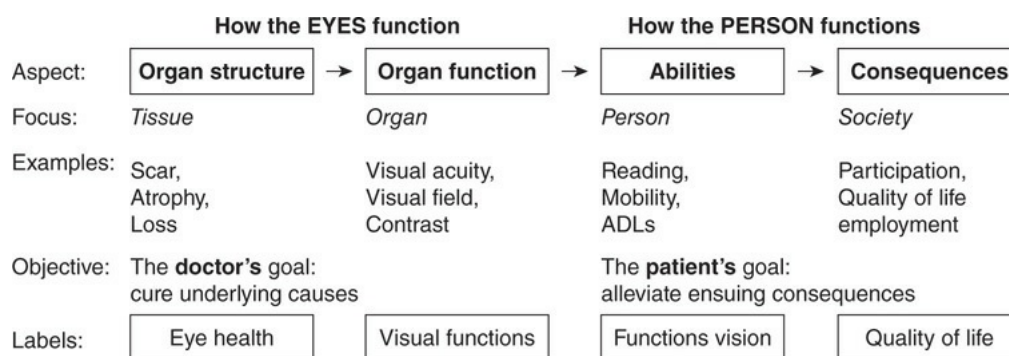 How the EYES function How the PERSON functions
Aspect: Organ structure → Organ function → Abilities → Consequences
Focus: Tissue Organ Person Society
Examples: Scar, Visual acuity, Reading, Participation,
Atrophy, Visual field, Mobility, Quality of life
Loss Contrast ADLs employment
Objective: The doctor's goal: The patient's goal:
cure underlying causes alleviate ensuing consequences
Labels: Eye health Visual functions Functions vision Quality of life